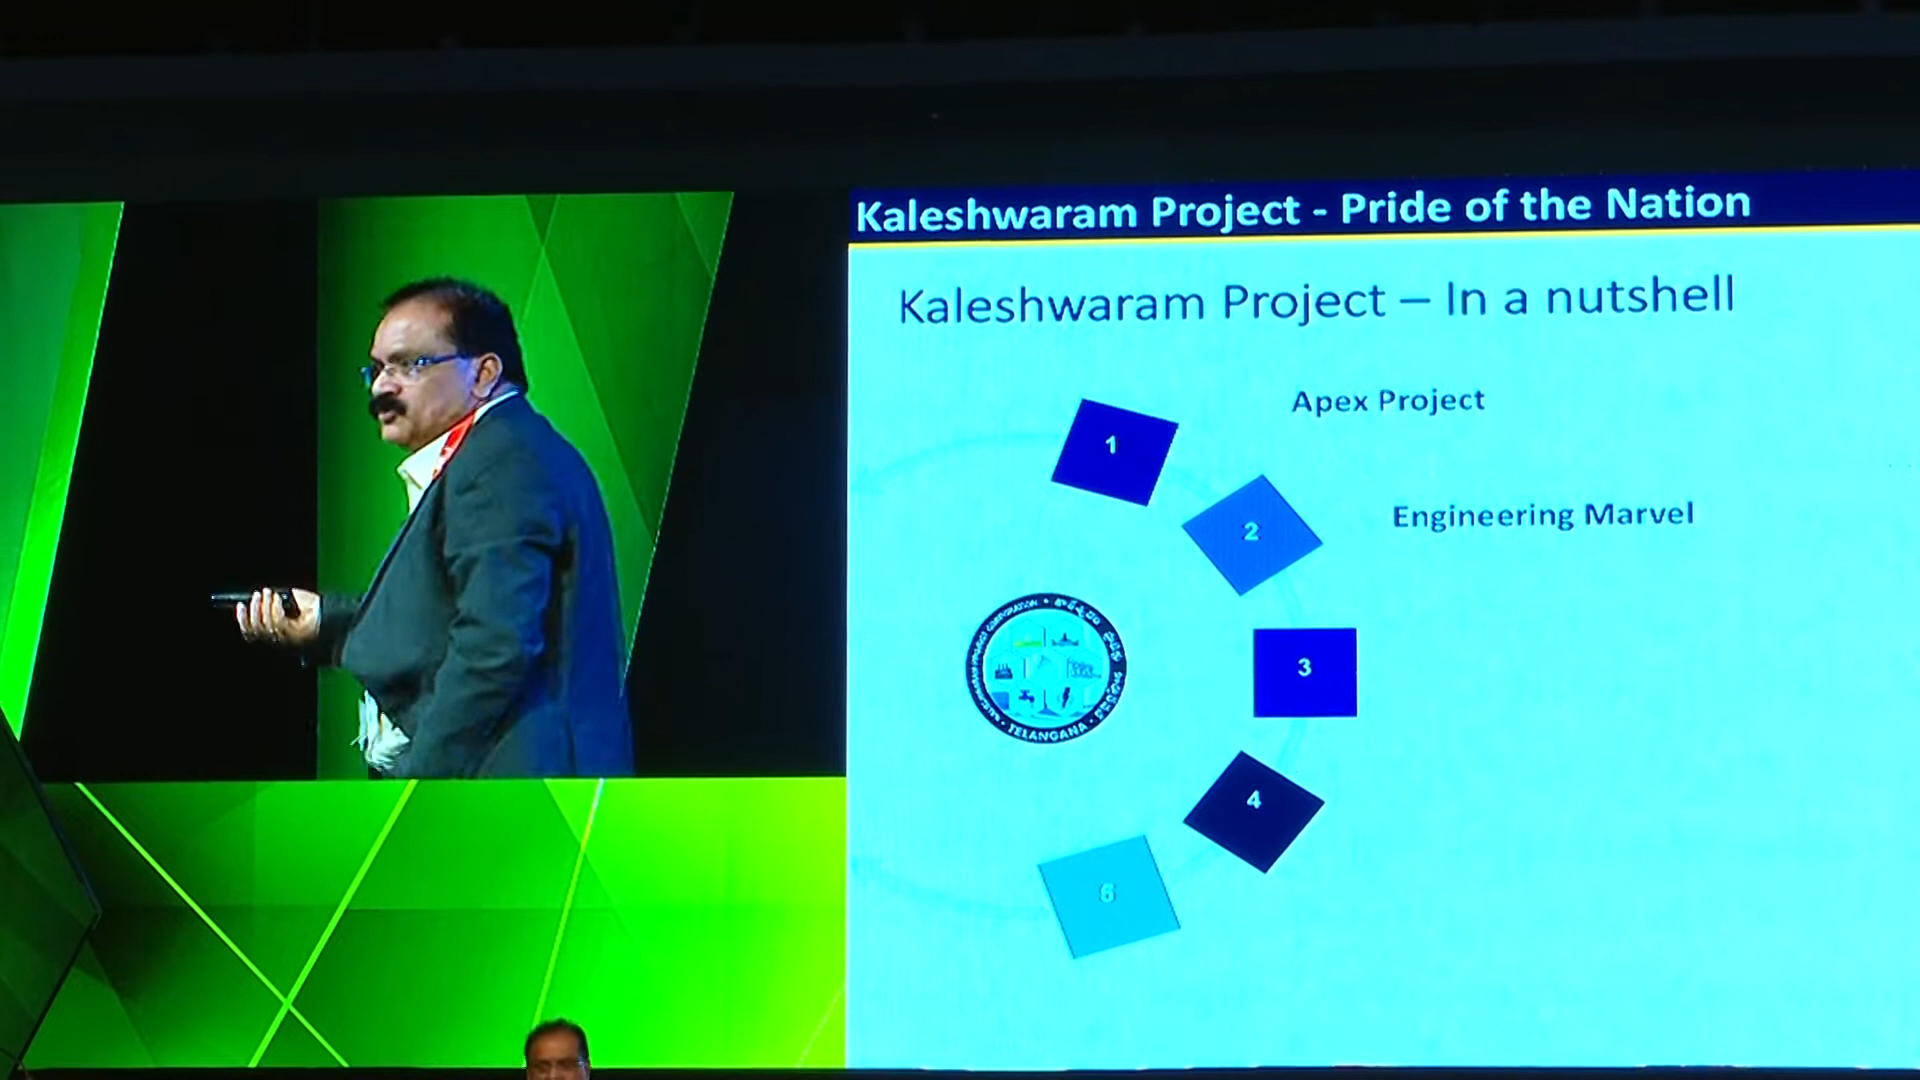 Kaleshwaram Project - Pride of the Nation
Kaleshwaram Project – In a nutshell
1
Apex Project
2
Engineering Marvel
3
4
TELANGANA